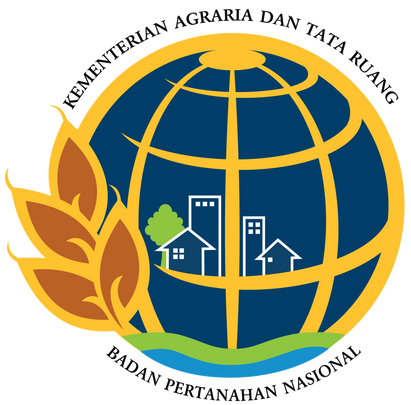 KEMENTERIAN AGRARIA DAN TATA RUANG
BADAN PERTANAHAN NASIONAL